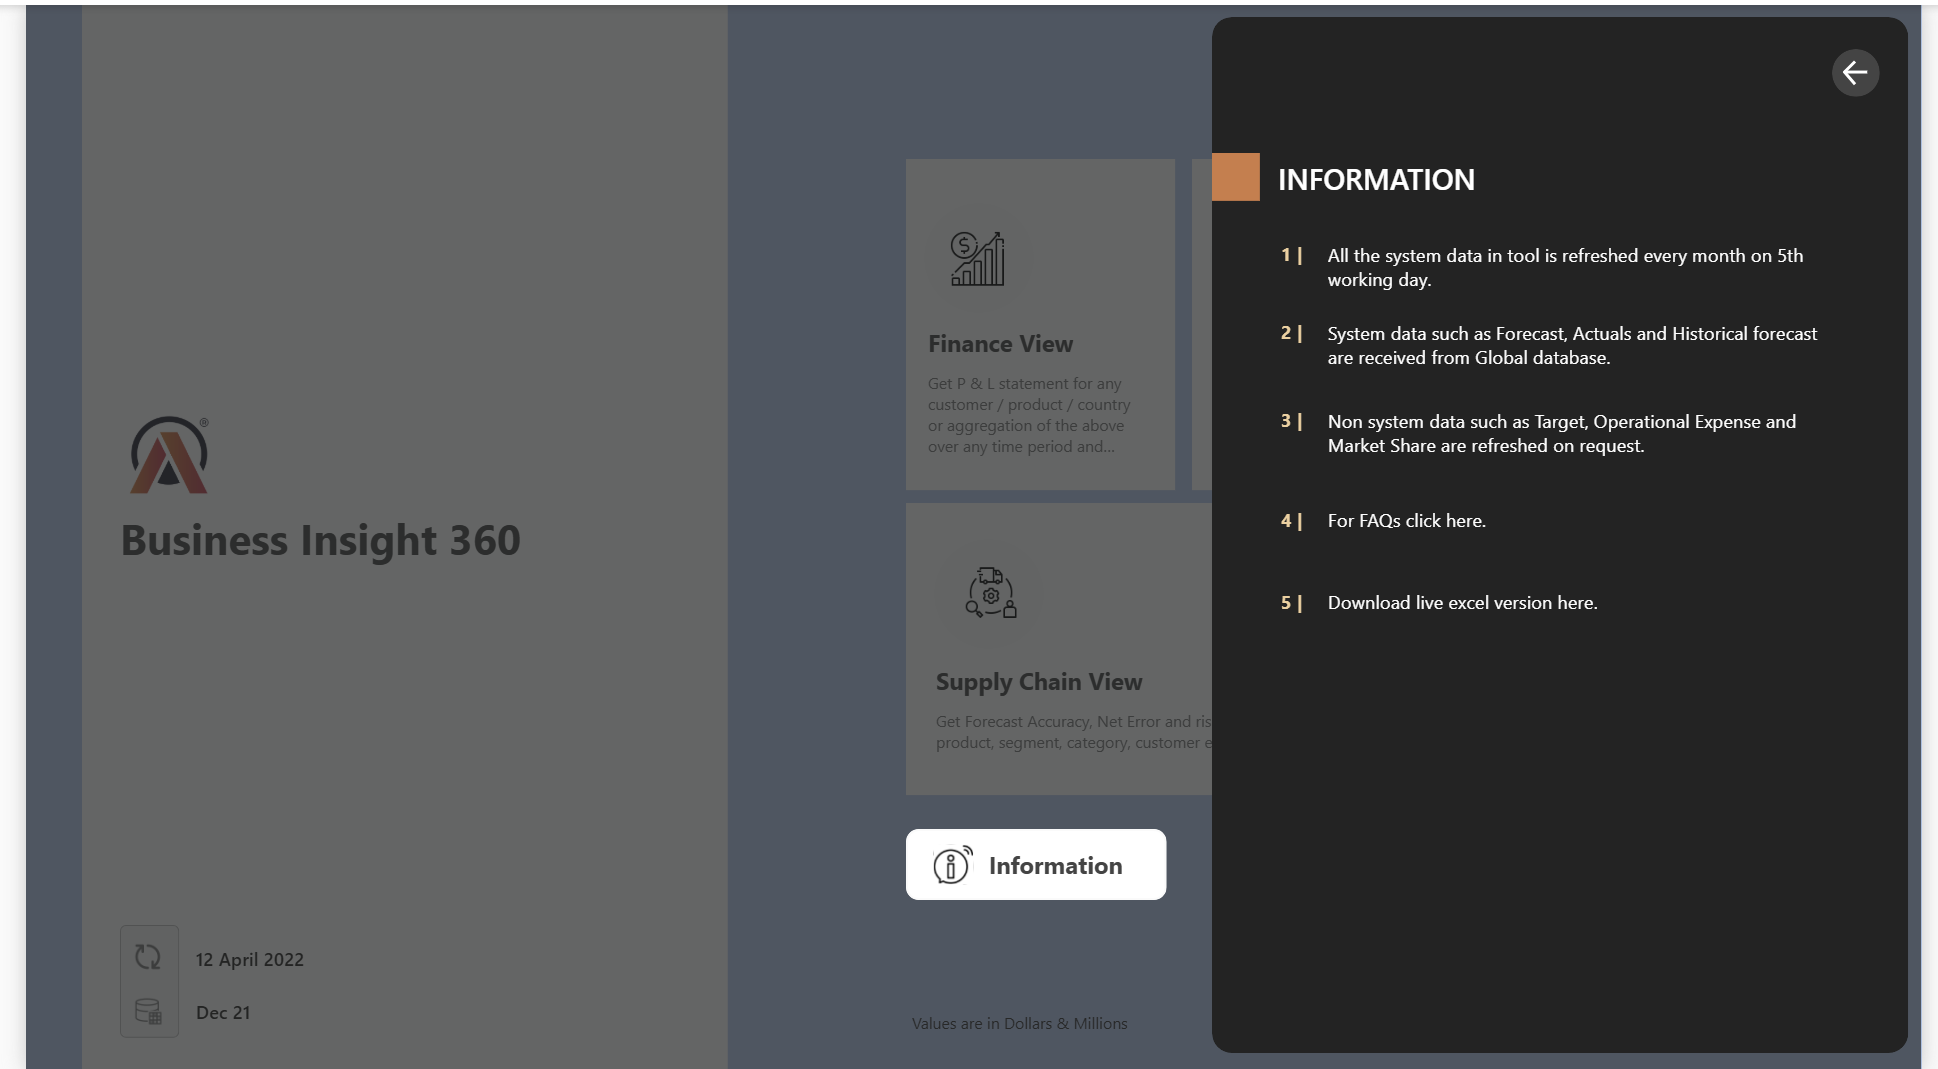 Business Insight 360
®
12 April 2022
Dec 21
Finance View
Get P & L statement for any
customer / product / country
or aggregation of the above
over any time period and...
Supply Chain View
Get Forecast Accuracy, Net Error and ris
product, segment, category, customer e
Information
Values are in Dollars & Millions
INFORMATION
1 | All the system data in tool is refreshed every month on 5th
working day.
2 | System data such as Forecast, Actuals and Historical forecast
are received from Global database.
3 | Non system data such as Target, Operational Expense and
Market Share are refreshed on request.
4 | For FAQs click here.
5 | Download live excel version here.